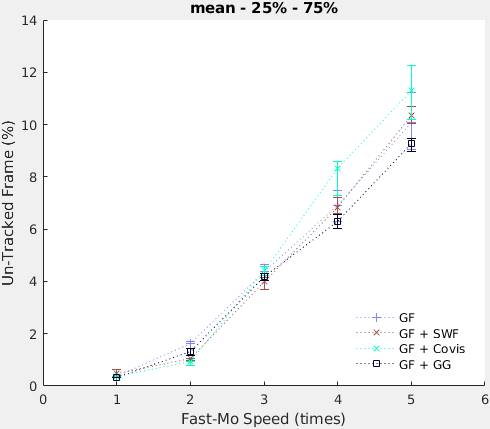 mean - 25% - 75%
14
12
10
8
6
4
2
0
Un-Tracked Frame (%)
0 1 2 3 4 5 6
Fast-Mo Speed (times)
GF
GF + SWF
GF + Covis
GF + GG